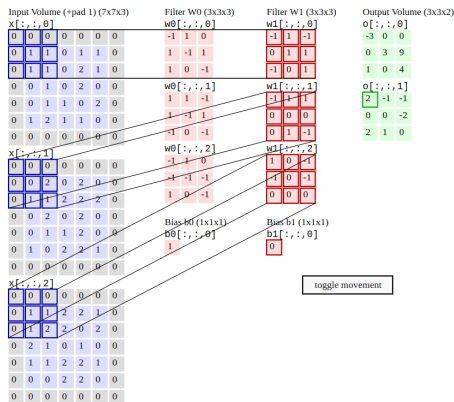 Input Volume (+pad 1) (7x7x3)
x[:,:,0]
0 0 0 0 0 0 0
0 1 1 0 1 1 0
0 1 1 0 2 1 0
0 0 1 0 2 0 0
0 0 1 1 0 2 0
0 1 2 1 1 0 0
0 0 0 0 0 0 0
x[:,:,1]
0 0 0 0 0 0 0
0 0 2 0 2 0 0
0 1 1 2 2 2 0
0 0 2 0 2 0 0
0 0 1 1 2 0 0
0 1 0 2 2 1 0
0 0 0 0 0 0 0
x[:,:,2]
0 0 0 0 0 0 0
0 1 1 2 2 1 0
0 1 2 2 0 2 0
0 2 1 0 1 0 0
0 1 1 2 2 1 0
0 0 0 2 2 0 0
0 0 0 0 0 0 0
Filter W0 (3x3x3)
w0[:,:,0]
-1 1 0
1 -1 1
1 0 -1
w0[:,:,1]
1 1 -1
1 -1 1
-1 0 -1
w0[:,:,2]
-1 1 0
-1 -1 -1
1 0 -1
Bias b0 (1x1x1)
b0[:,:,0]
1
Filter W1 (3x3x3)
w1[:,:,0]
-1 1 -1
0 1 1
-1 0 1
w1[:,:,1]
-1 1 1
0 0 0
0 1 -1
w1[:,:,2]
1 0 -1
-1 0 -1
0 0 0
Bias b1 (1x1x1)
b1[:,:,0]
0
Output Volume (3x3x2)
o[:,:,0]
-3 0 0
0 3 9
1 0 4
o[:,:,1]
2 -1 -1
0 0 -2
2 1 0
toggle movement